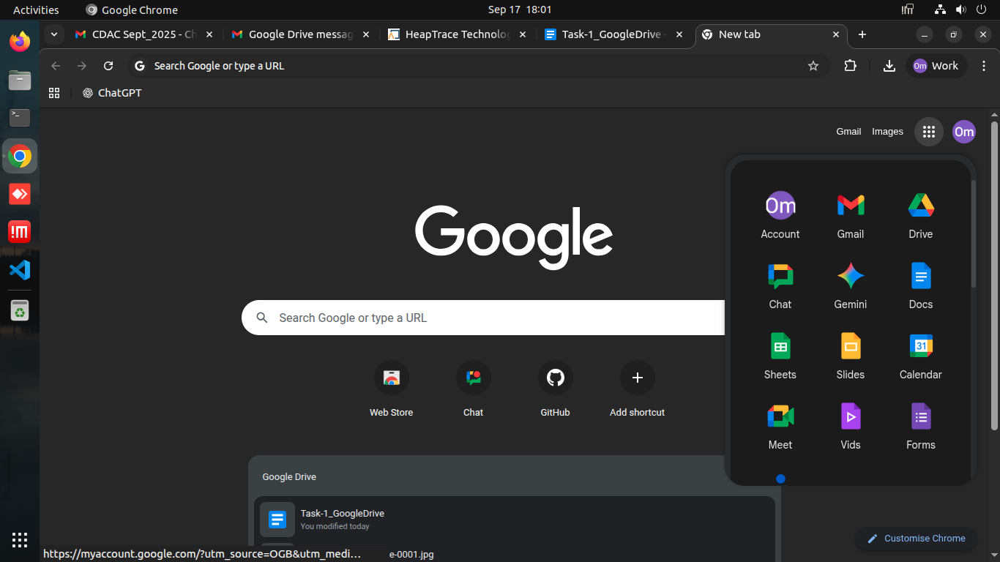 Activities
Google Chrome
Sep 17 18:01
CDAC Sept_2025 - Ch
Google Drive messag
HeapTrace Technolog
Task-1_GoogleDrive -
New tab
Search Google or type a URL
Om Work
ChatGPT
Gmail Images Om
Google
Search Google or type a URL
Web Store Chat GitHub Add shortcut
Om
Account Gmail Drive
Chat Gemini Docs
31
Sheets Slides Calendar
Meet Vids Forms
Google Drive
Task-1_GoogleDrive
You modified today
e-0001.jpg
Customise Chrome
https://myaccount.google.com/?utm_source=OGB&utm_medi…